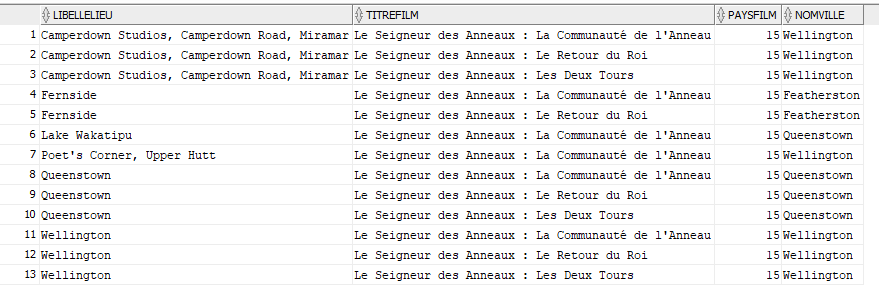 LIBELLELIEU TITREFILM PAYSFILM NOMVILLE
1 Camperdown Studios, Camperdown Road, Miramar Le Seigneur des Anneaux : La Communauté de l'Anneau 15 Wellington
2 Camperdown Studios, Camperdown Road, Miramar Le Seigneur des Anneaux : Le Retour du Roi 15 Wellington
3 Camperdown Studios, Camperdown Road, Miramar Le Seigneur des Anneaux : Les Deux Tours 15 Wellington
4 Fernside Le Seigneur des Anneaux : La Communauté de l'Anneau 15 Featherston
5 Fernside Le Seigneur des Anneaux : Le Retour du Roi 15 Featherston
6 Lake Wakatipu Le Seigneur des Anneaux : La Communauté de l'Anneau 15 Queenstown
7 Poet's Corner, Upper Hutt Le Seigneur des Anneaux : La Communauté de l'Anneau 15 Wellington
8 Queenstown Le Seigneur des Anneaux : La Communauté de l'Anneau 15 Queenstown
9 Queenstown Le Seigneur des Anneaux : Le Retour du Roi 15 Queenstown
10 Queenstown Le Seigneur des Anneaux : Les Deux Tours 15 Queenstown
11 Wellington Le Seigneur des Anneaux : La Communauté de l'Anneau 15 Wellington
12 Wellington Le Seigneur des Anneaux : Le Retour du Roi 15 Wellington
13 Wellington Le Seigneur des Anneaux : Les Deux Tours 15 Wellington